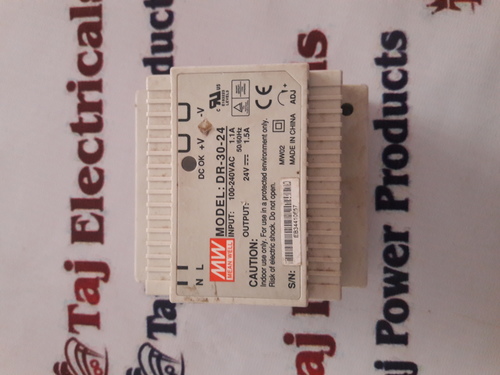 Taj Electricals
Taj Power Products
-V
+V
DC OK
N L
MW
MEAN WELL
MODEL: DR-30-24
INPUT: 100-240VAC 1.1A
50/60Hz
OUTPUT: 24V 1.5A
CAUTION:
Indoor use only. For use in a protected environment only.
Risk of electric shock. Do not open.
S/N:
MW02
MADE IN CHINA
ADJ